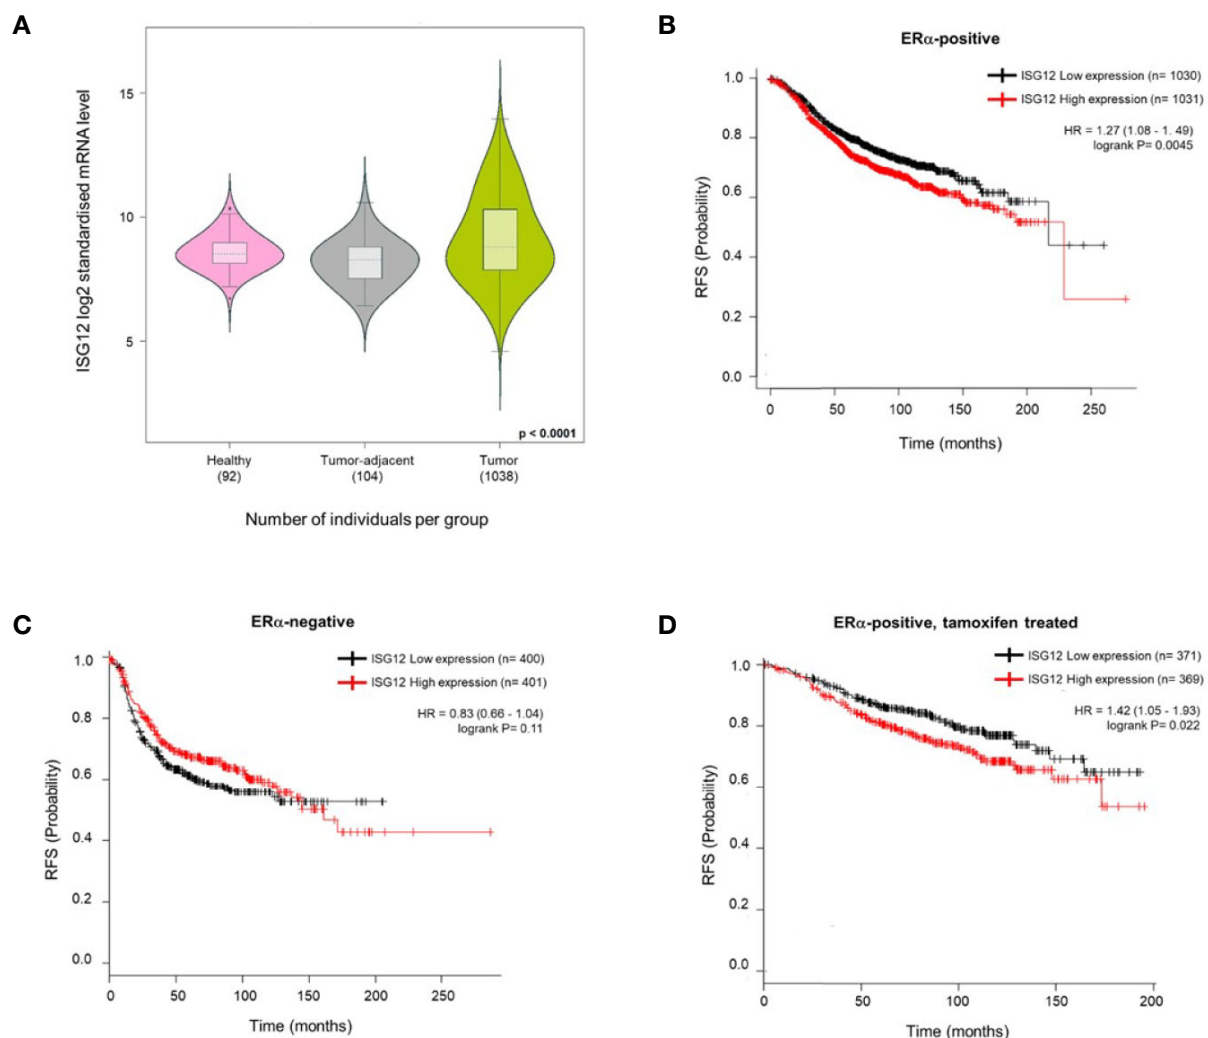 A
ISG12 log2 standardised mRNA level
15
10
5
p < 0.0001
Healthy
(92)
Tumor-adjacent
(104)
Tumor
(1038)
Number of individuals per group
B
ERα-positive
ISG12 Low expression (n= 1030)
ISG12 High expression (n= 1031)
HR = 1.27 (1.08 - 1. 49)
logrank P= 0.0045
RFS (Probability)
1.0
0.8
0.6
0.4
0.2
0.0
0 50 100 150 200 250
Time (months)
C
ERα-negative
ISG12 Low expression (n= 400)
ISG12 High expression (n= 401)
HR = 0.83 (0.66 - 1.04)
logrank P= 0.11
RFS (Probability)
1.0
0.8
0.6
0.4
0.2
0.0
0 50 100 150 200 250
Time (months)
D
ERα-positive, tamoxifen treated
ISG12 Low expression (n= 371)
ISG12 High expression (n= 369)
HR = 1.42 (1.05 - 1.93)
logrank P= 0.022
RFS (Probability)
1.0
0.8
0.6
0.4
0.2
0.0
0 50 100 150 200
Time (months)